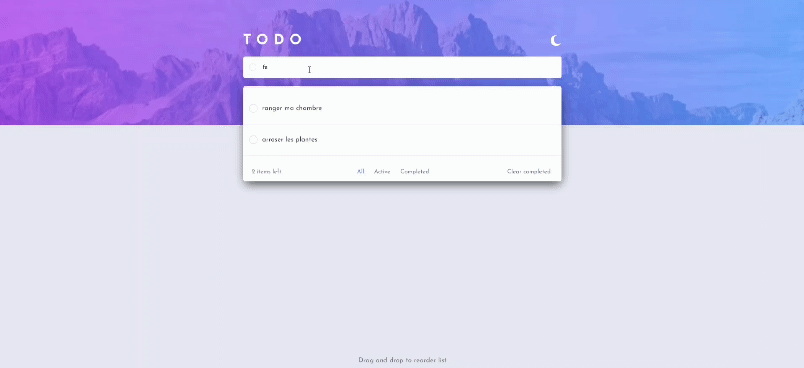 TODO
fa
ranger ma chambre
arroser les plantes
2 items left All Active Completed Clear completed
Drag and drop to reorder list